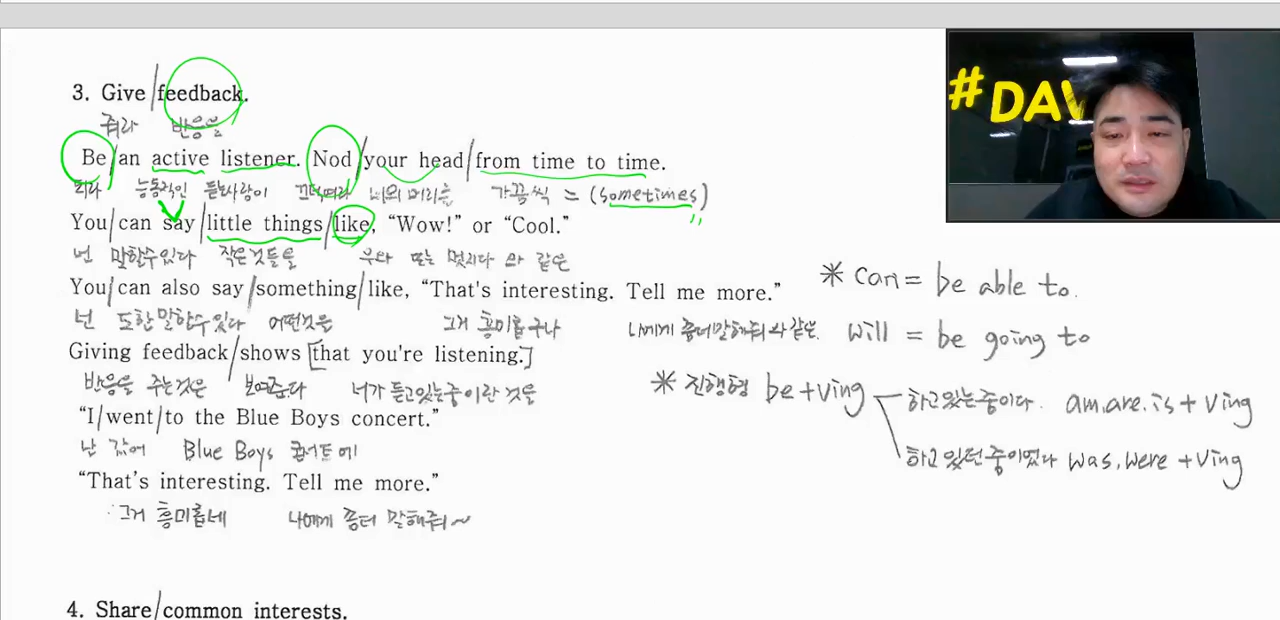 #DAV
3. Give/feedback.
줘라 반응을
Be/an active listener. Nod/your head/from time to time.
되라 능동적인 듣는사람이 끄덕여라 너의 머리를 가끔씩 = (sometimes)
You/can say/little things/like, “Wow!” or “Cool.”
넌 말할수있다 작은것들을 우와 또는 멋지다 와 같은
You/can also say/something/like, “That's interesting. Tell me more.”
넌 또한말할수있다 어떤것을 그거 흥미롭구나 나에게 좀더말해줘 와 같은
Giving feedback/shows [that you're listening.]
반응을 주는것은 보여준다 너가 듣고있는중이란 것을
“I/went/to the Blue Boys concert.”
난 갔어 Blue Boys 콘서트에
“That's interesting. Tell me more.”
그거 흥미롭네 나에게 좀더 말해줘~
4. Share/common interests.
* can = be able to.
will = be going to
* 진행형 be+ving
하고있는중이다. am.are.is + ving
하고 있던 중이었다 was.were + ving